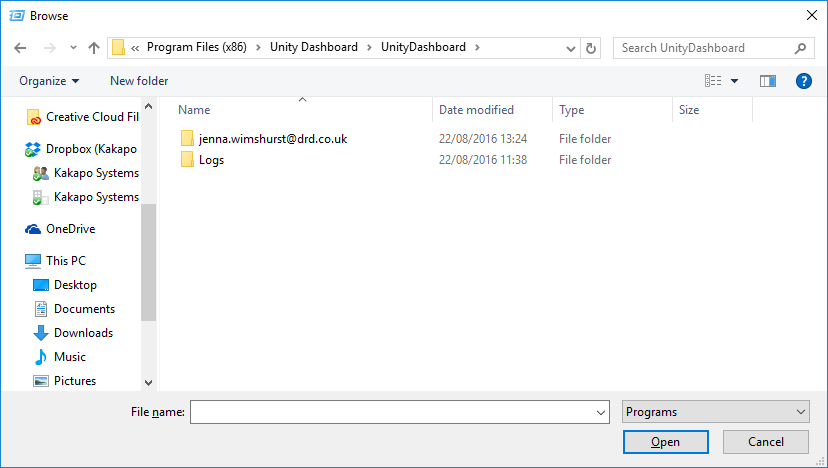 Browse
« Program Files (x86) › Unity Dashboard › UnityDashboard ›
Search UnityDashboard
Organize
New folder
?
Name
Date modified
Type
Size
Creative Cloud Fil
Dropbox (Kakapo
Kakapo Systems
Kakapo Systems
OneDrive
This PC
Desktop
Documents
Downloads
Music
Pictures
jenna.wimshurst@drd.co.uk 22/08/2016 13:24 File folder
Logs 22/08/2016 11:38 File folder
File name:
Programs
Open
Cancel